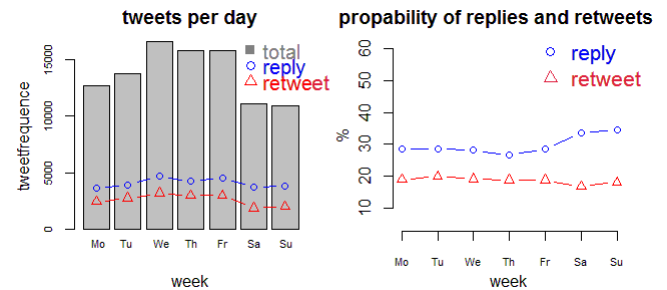 tweets per day
total
reply
retweet
tweetfrequence
15000
10000
5000
0
Mo Tu We Th Fr Sa Su
week
propability of replies and retweets
reply
retweet
%
60
50
40
30
20
10
Mo Tu We Th Fr Sa Su
week